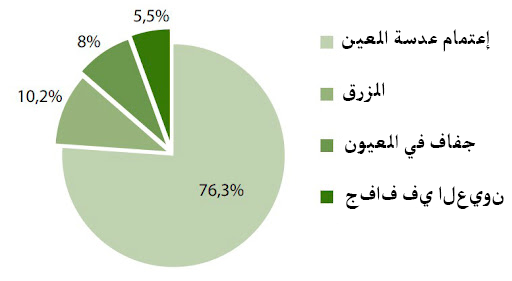 5,5%
8%
10,2%
76,3%
إعتمام عدسة المعين
المزرق
جفاف في المعيون
نويعلا يف فافج